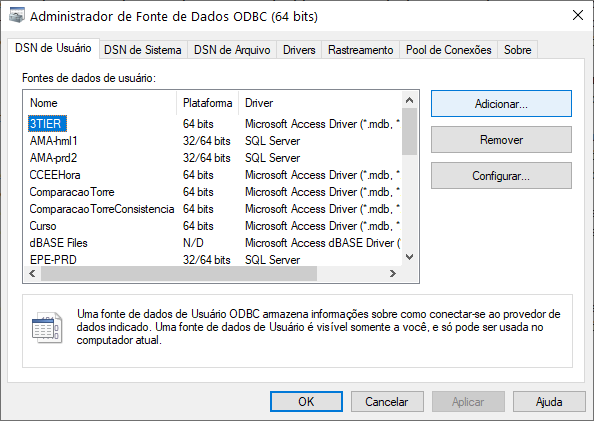 Administrador de Fonte de Dados ODBC (64 bits)
DSN de Usuário DSN de Sistema DSN de Arquivo Drivers Rastreamento Pool de Conexões Sobre
Fontes de dados de usuário:
Nome Plataforma Driver
3TIER 64 bits Microsoft Access Driver (*.mdb, *
AMA-hml1 32/64 bits SQL Server
AMA-prd2 32/64 bits SQL Server
CCEEHora 64 bits Microsoft Access Driver (*.mdb, *
ComparacaoTorre 64 bits Microsoft Access Driver (*.mdb, *
ComparacaoTorreConsistencia 64 bits Microsoft Access Driver (*.mdb, *
Curso 64 bits Microsoft Access Driver (*.mdb, *
dBASE Files N/D Microsoft Access dBASE Driver (*
EPE-PRD 32/64 bits SQL Server
Adicionar...
Remover
Configurar...
Uma fonte de dados de Usuário ODBC armazena informações sobre como conectar-se ao provedor de
dados indicado. Uma fonte de dados de Usuário é visível somente a você, e só pode ser usada no
computador atual.
OK Cancelar Aplicar Ajuda